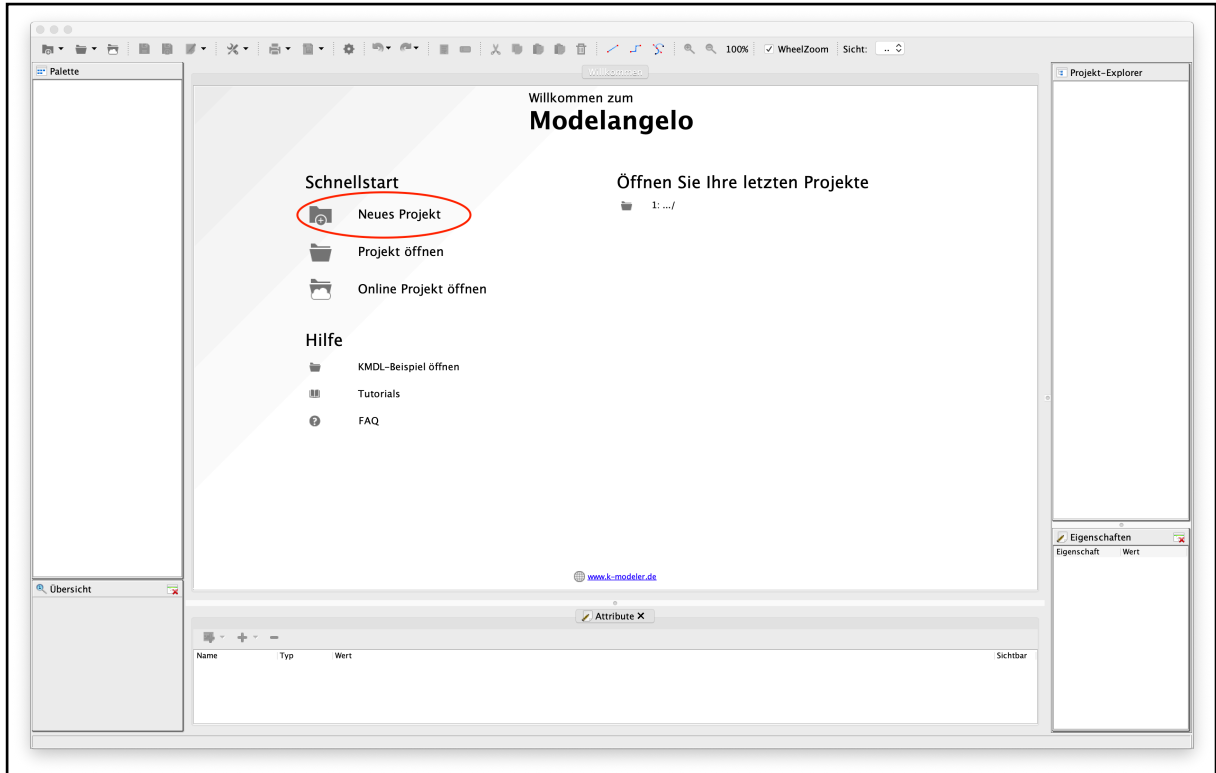 100% WheelZoom Sicht: ..
Palette
Willkommen
Projekt-Explorer
Willkommen zum
Modelangelo
Schnellstart
Neues Projekt
Projekt öffnen
Online Projekt öffnen
Öffnen Sie Ihre letzten Projekte
1: .../
Hilfe
KMDL-Beispiel öffnen
Tutorials
FAQ
www.k-modeler.de
Übersicht
Attribute
Name Typ Wert Sichtbar
Eigenschaften
Eigenschaft Wert